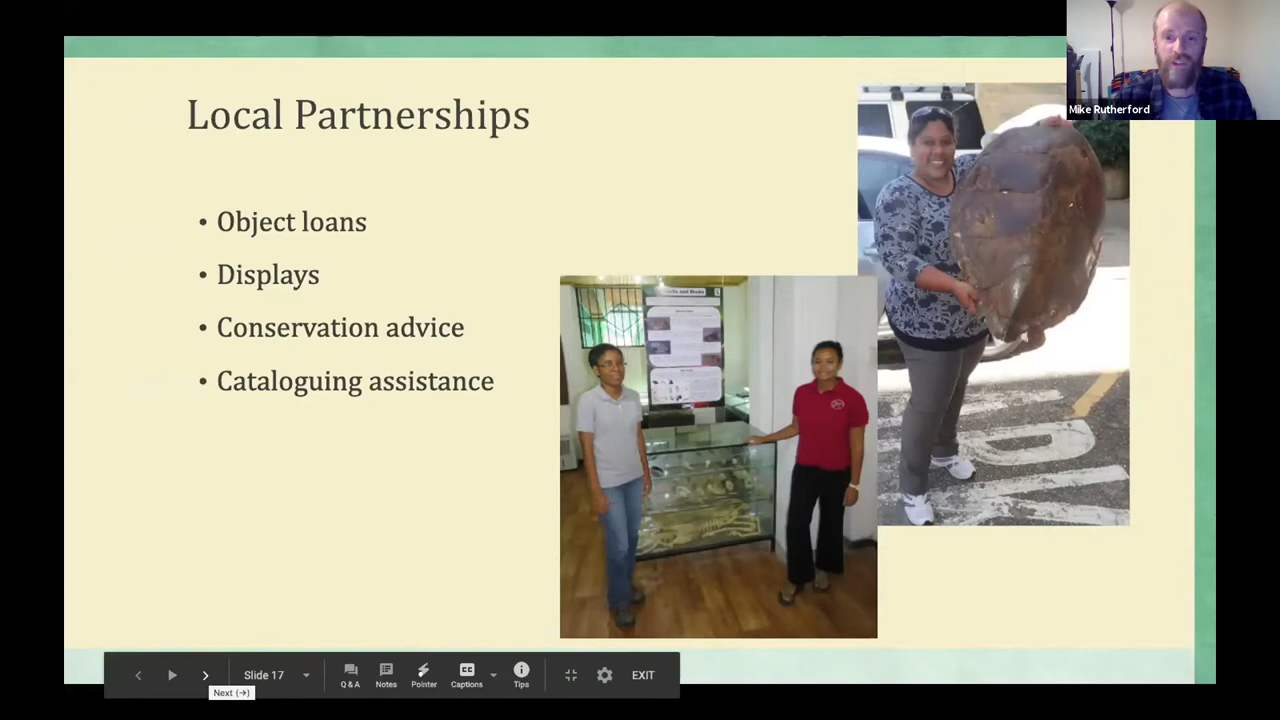 Mike Rutherford
Local Partnerships
• Object loans
• Displays
• Conservation advice
• Cataloguing assistance
Slide 17
Q & A
Notes
Pointer
Captions
Tips
EXIT
Next (→)
CC